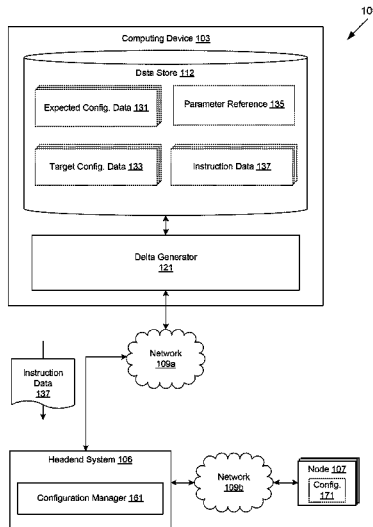 10
Computing Device 103
Data Store 112
Expected Config. Data 131
Parameter Reference 135
Target Config. Data 133
Instruction Data 137
Delta Generator
121
Network
109a
Instruction
Data
137
Headend System 106
Configuration Manager 161
Network
109b
Node 107
Config.
171